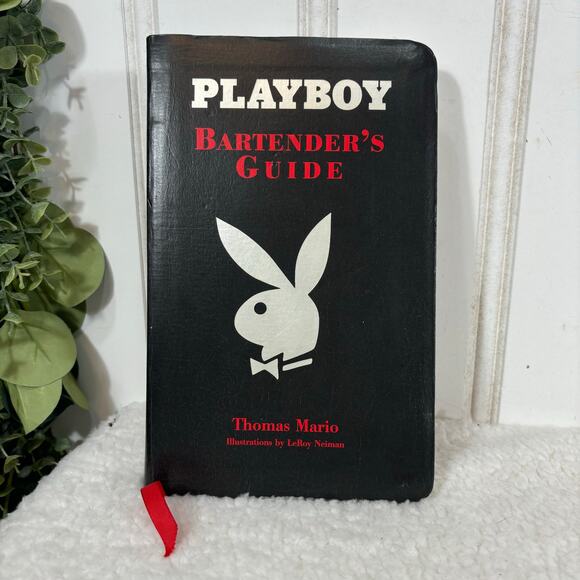 PLAYBOY
BARTENDER'S
GUIDE
Thomas Mario
Illustrations by LeRoy Neiman